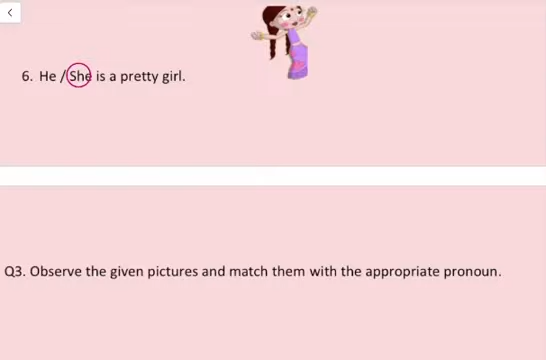 6. He / She is a pretty girl.
Q3. Observe the given pictures and match them with the appropriate pronoun.